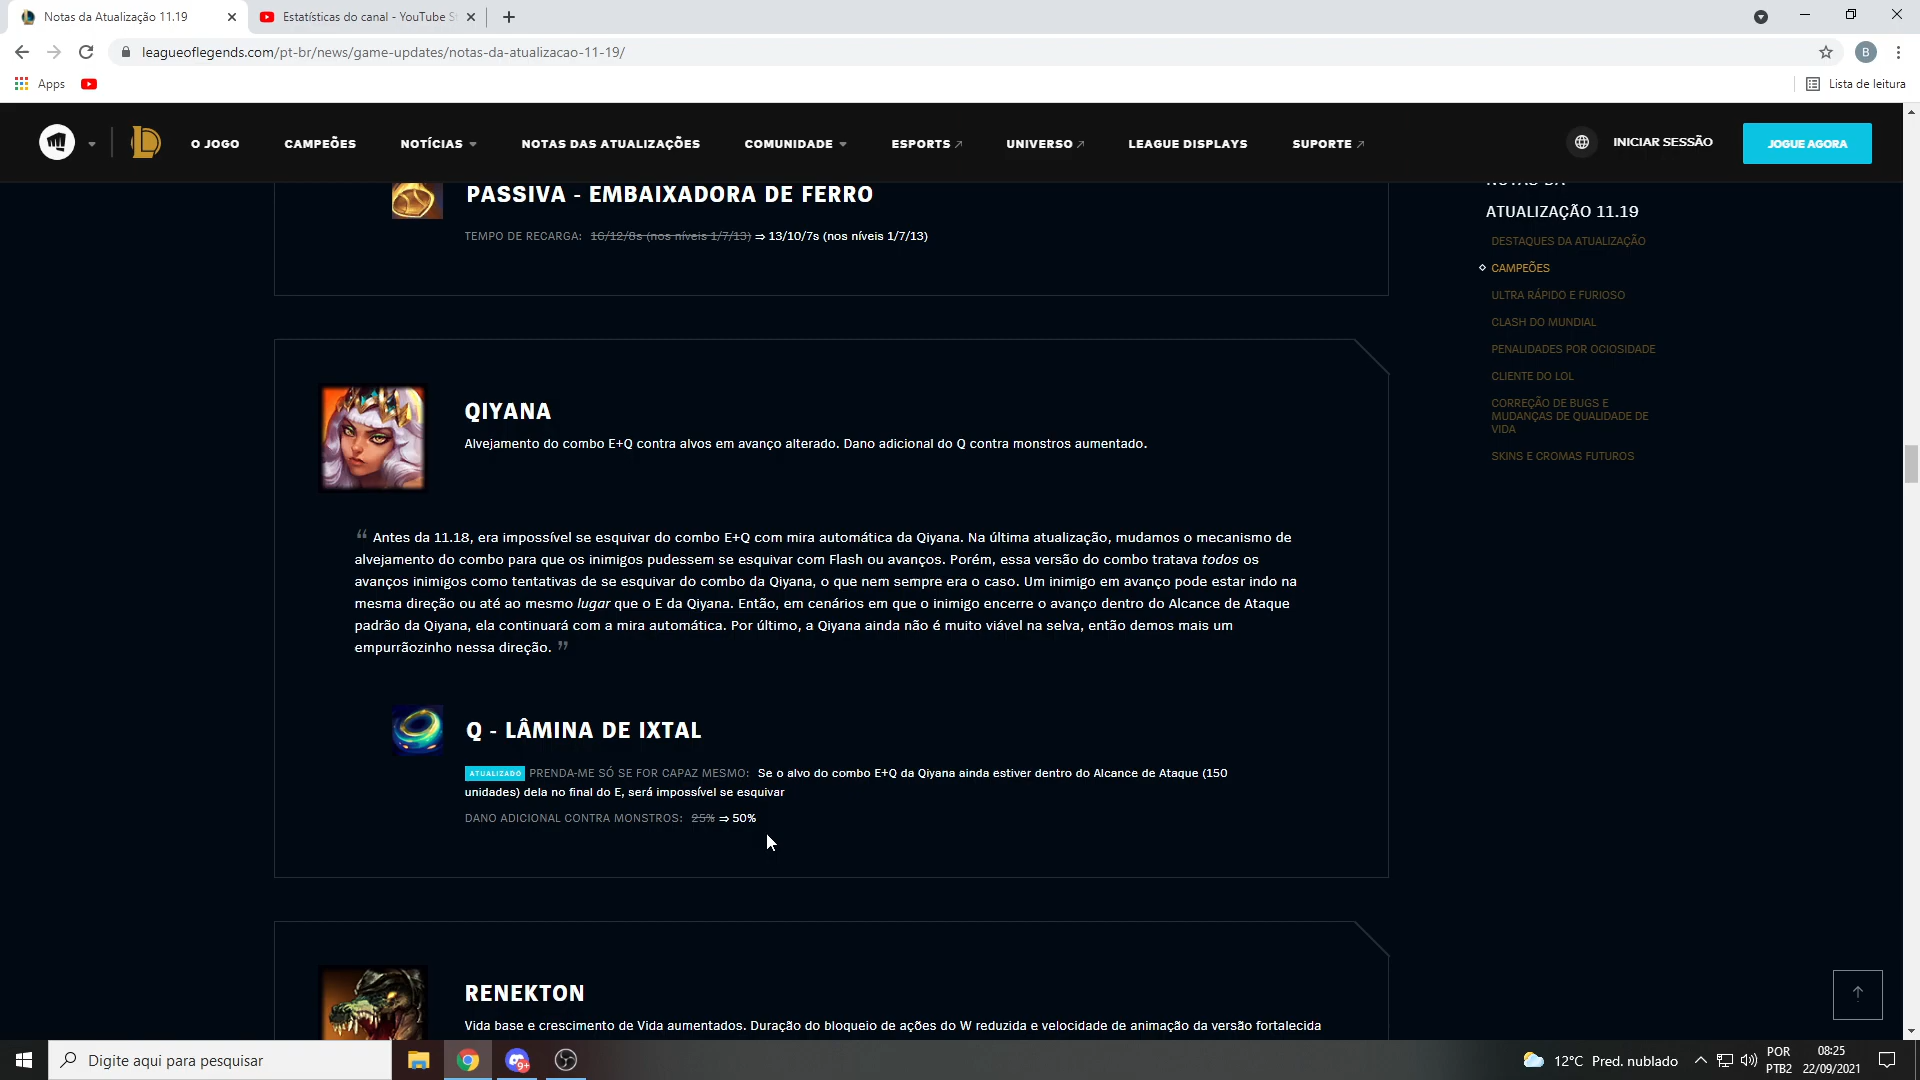 Notas da Atualização 11.19
Estatísticas do canal - YouTube S
leagueoflegends.com/pt-br/news/game-updates/notas-da-atualizacao-11-19/
B
Apps
Lista de leitura
O JOGO
CAMPEÕES
NOTÍCIAS
NOTAS DAS ATUALIZAÇÕES
COMUNIDADE
ESPORTS
UNIVERSO
LEAGUE DISPLAYS
SUPORTE
INICIAR SESSÃO
JOGUE AGORA
PASSIVA - EMBAIXADORA DE FERRO
TEMPO DE RECARGA: 16/12/8s (nos níveis 1/7/13) ⇒ 13/10/7s (nos níveis 1/7/13)
QIYANA
Alvejamento do combo E+Q contra alvos em avanço alterado. Dano adicional do Q contra monstros aumentado.
“ Antes da 11.18, era impossível se esquivar do combo E+Q com mira automática da Qiyana. Na última atualização, mudamos o mecanismo de
alvejamento do combo para que os inimigos pudessem se esquivar com Flash ou avanços. Porém, essa versão do combo tratava todos os
avanços inimigos como tentativas de se esquivar do combo da Qiyana, o que nem sempre era o caso. Um inimigo em avanço pode estar indo na
mesma direção ou até ao mesmo lugar que o E da Qiyana. Então, em cenários em que o inimigo encerre o avanço dentro do Alcance de Ataque
padrão da Qiyana, ela continuará com a mira automática. Por último, a Qiyana ainda não é muito viável na selva, então demos mais um
empurrãozinho nessa direção. ”
Q - LÂMINA DE IXTAL
ATUALIZADO PRENDA-ME SÓ SE FOR CAPAZ MESMO: Se o alvo do combo E+Q da Qiyana ainda estiver dentro do Alcance de Ataque (150
unidades) dela no final do E, será impossível se esquivar
DANO ADICIONAL CONTRA MONSTROS: 25% ⇒ 50%
RENEKTON
Vida base e crescimento de Vida aumentados. Duração do bloqueio de ações do W reduzida e velocidade de animação da versão fortalecida
NOTAS DA
ATUALIZAÇÃO 11.19
DESTAQUES DA ATUALIZAÇÃO
CAMPEÕES
ULTRA RÁPIDO E FURIOSO
CLASH DO MUNDIAL
PENALIDADES POR OCIOSIDADE
CLIENTE DO LOL
CORREÇÃO DE BUGS E
MUDANÇAS DE QUALIDADE DE
VIDA
SKINS E CROMAS FUTUROS
Digite aqui para pesquisar
9+
12°C Pred. nublado
POR
PTB2
08:25
22/09/2021